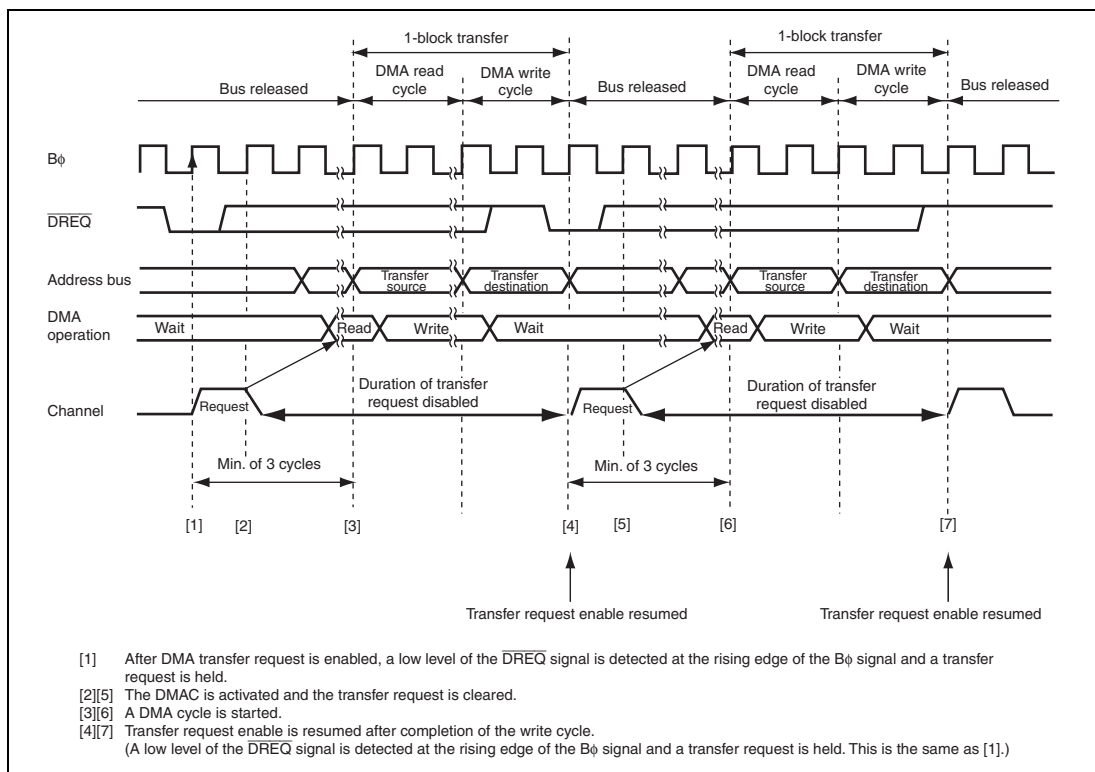 1-block transfer 1-block transfer
DMA read DMA write DMA read DMA write
Bus released cycle cycle Bus released cycle cycle Bus released
Bϕ
DREQ
Address bus Transfer source Transfer destination Transfer source Transfer destination
DMA operation Wait Read Write Wait Read Write Wait
Channel Request Duration of transfer request disabled Request Duration of transfer request disabled
Min. of 3 cycles Min. of 3 cycles
[1] [2] [3] [4] [5] [6] [7]
Transfer request enable resumed Transfer request enable resumed
[1] After DMA transfer request is enabled, a low level of the DREQ signal is detected at the rising edge of the Bϕ signal and a transfer
request is held.
[2][5] The DMAC is activated and the transfer request is cleared.
[3][6] A DMA cycle is started.
[4][7] Transfer request enable is resumed after completion of the write cycle.
(A low level of the DREQ signal is detected at the rising edge of the Bϕ signal and a transfer request is held. This is the same as [1].)